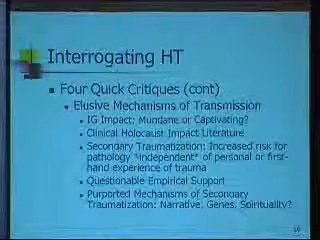 Interrogating HT
Four Quick Critiques (cont)
Elusive Mechanisms of Transmission
IG Impact: Mundane or Captivating?
Clinical Holocaust Impact Literature
Secondary Traumatization: Increased risk for
pathology *independent* of personal or first-
hand experience of trauma
Questionable Empirical Support
Purported Mechanisms of Secondary
Traumatization: Narrative, Genes, Spirituality?